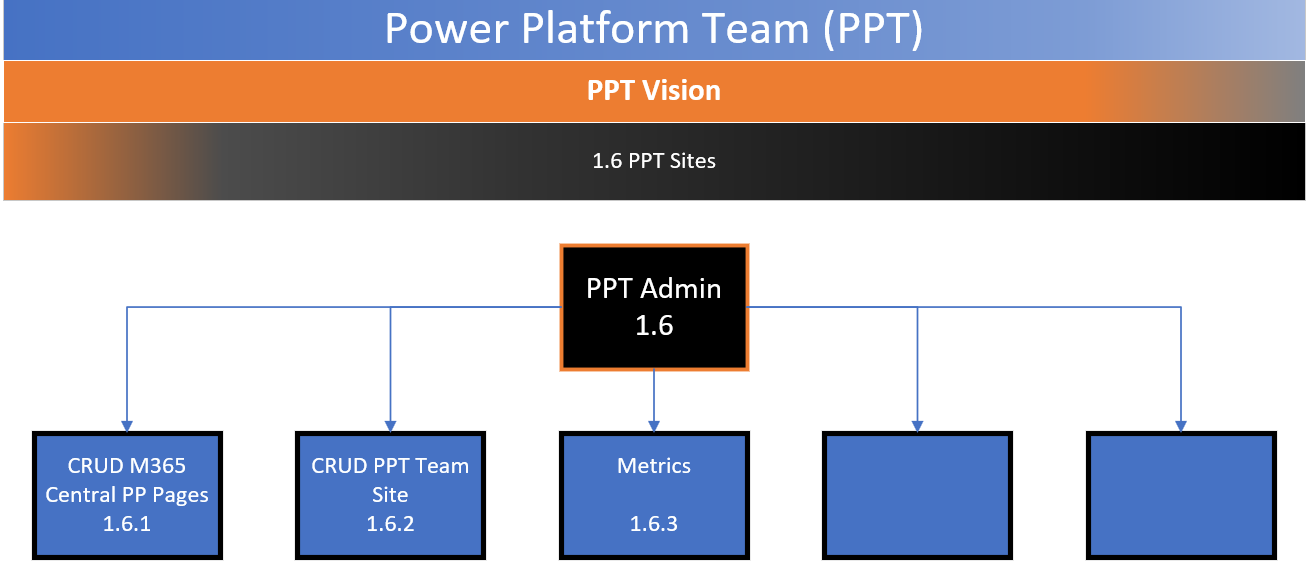 Power Platform Team (PPT)
PPT Vision
1.6 PPT Sites
PPT Admin
1.6
CRUD M365
Central PP Pages
1.6.1
CRUD PPT Team
Site
1.6.2
Metrics
1.6.3